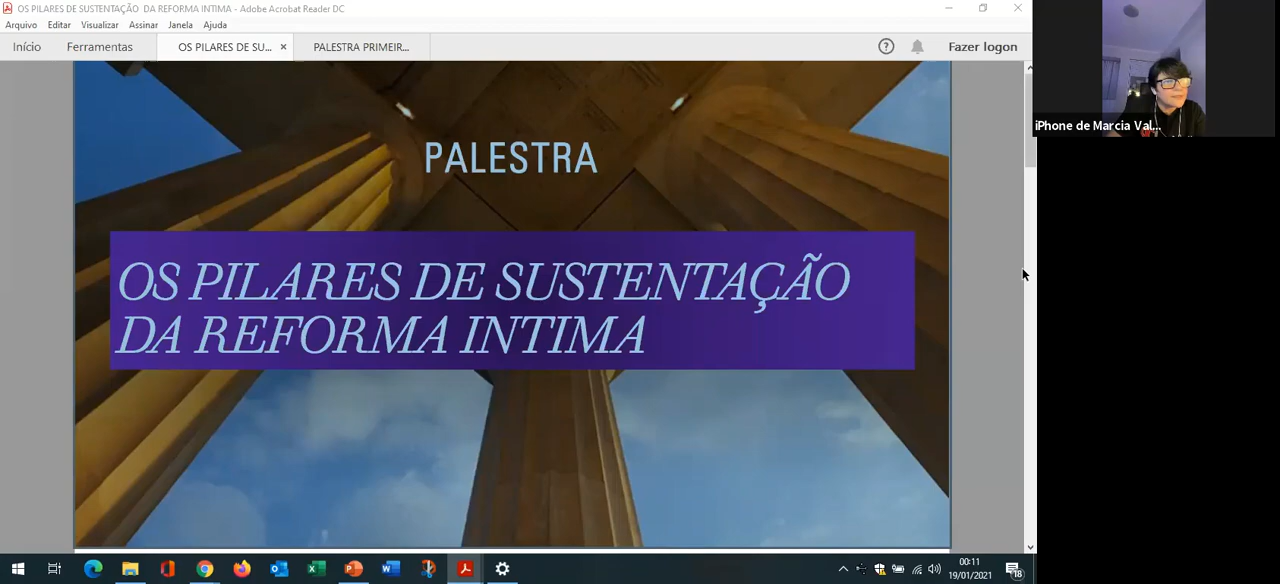 OS PILARES DE SUSTENTAÇÃO DA REFORMA INTIMA - Adobe Acrobat Reader DC
Arquivo Editar Visualizar Assinar Janela Ajuda
Início Ferramentas OS PILARES DE SU... × PALESTRA PRIMEIR... ? Fazer logon
iPhone de Marcia Val...
PALESTRA
OS PILARES DE SUSTENTAÇÃO
DA REFORMA INTIMA
00:11
19/01/2021
18